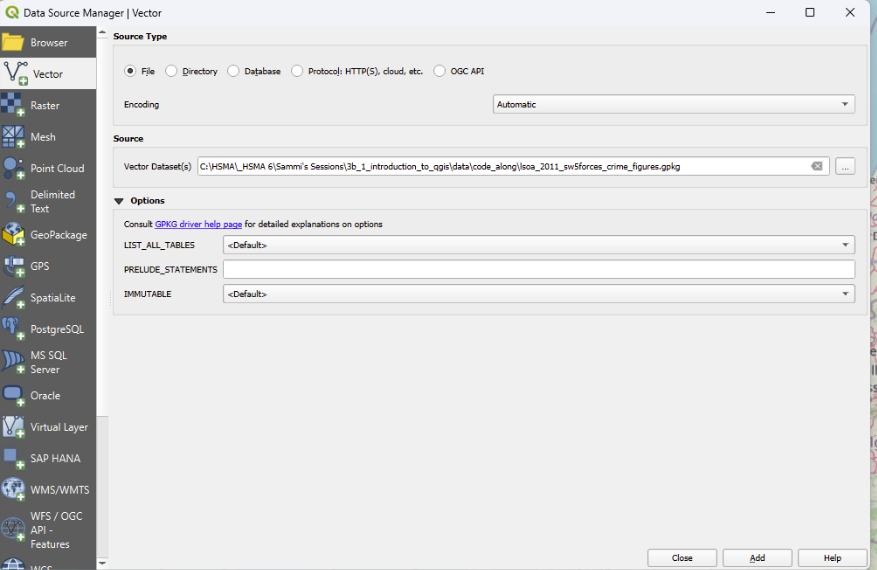 Data Source Manager | Vector
Browser
Vector
Raster
Mesh
Point Cloud
Delimited
Text
GeoPackage
GPS
SpatiaLite
PostgreSQL
MS SQL
Server
Oracle
Virtual Layer
SAP HANA
WMS/WMTS
WFS / OGC
API -
Features
WCS
Source Type
File Directory Database Protocol: HTTP(S), cloud, etc. OGC API
Encoding Automatic
Source
Vector Dataset(s) C:\HSMA\_HSMA 6\Sammi's Sessions\3b_1_introduction_to_qgis\data\code_along\lsoa_2011_sw5forces_crime_figures.gpkg ...
Options
Consult GPKG driver help page for detailed explanations on options
LIST_ALL_TABLES <Default>
PRELUDE_STATEMENTS
IMMUTABLE <Default>
Close Add Help